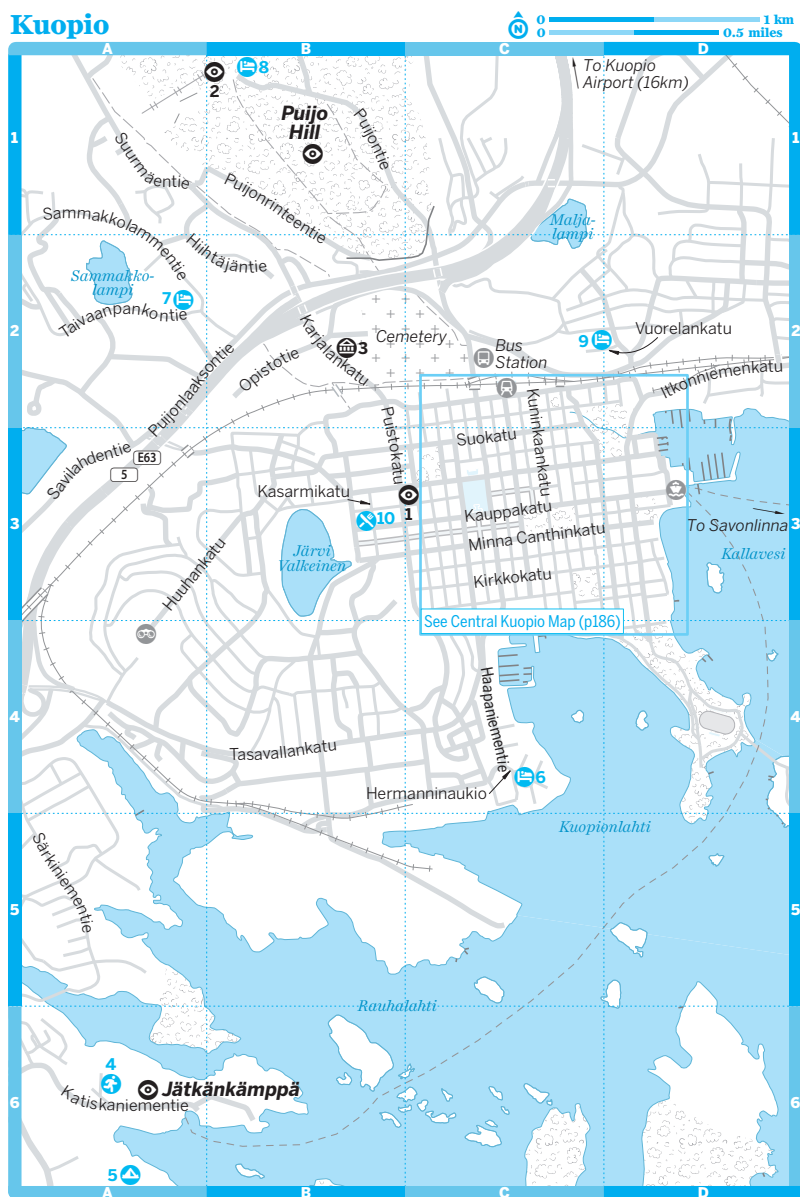 Kuopio
N
0 1 km
0 0.5 miles
A B C D
1 1
2 2
3 3
4 4
5 5
6 6
To Kuopio
Airport (16km)
2
8
Puijo
Hill
Puijontie
Suurmäentie
Puijonrinteentie
Sammakkolammentie
Hiihtäjäntie
Malja-
lampi
Sammakko-
lampi
7
Taivaanpankontie
Karjalankatu
3
Cemetery
Bus
Station
9
Vuorelankatu
Opistotie
Puijonlaaksontie
Itkonniemenkatu
Puistokatu
Kuninkaankatu
Suokatu
Savilahdentie
E63
5
Kasarmikatu
10
1
Kauppakatu
Minna Canthinkatu
To Savonlinna
Kallavesi
Järvi
Valkeinen
Huuhankatu
Kirkkokatu
See Central Kuopio Map (p186)
Haapaniementie
Tasavallankatu
6
Hermanninaukio
Kuopionlahti
Särkiniementie
Rauhalahti
4
Jätkänkämppä
Katiskaniementie
5
A B C D